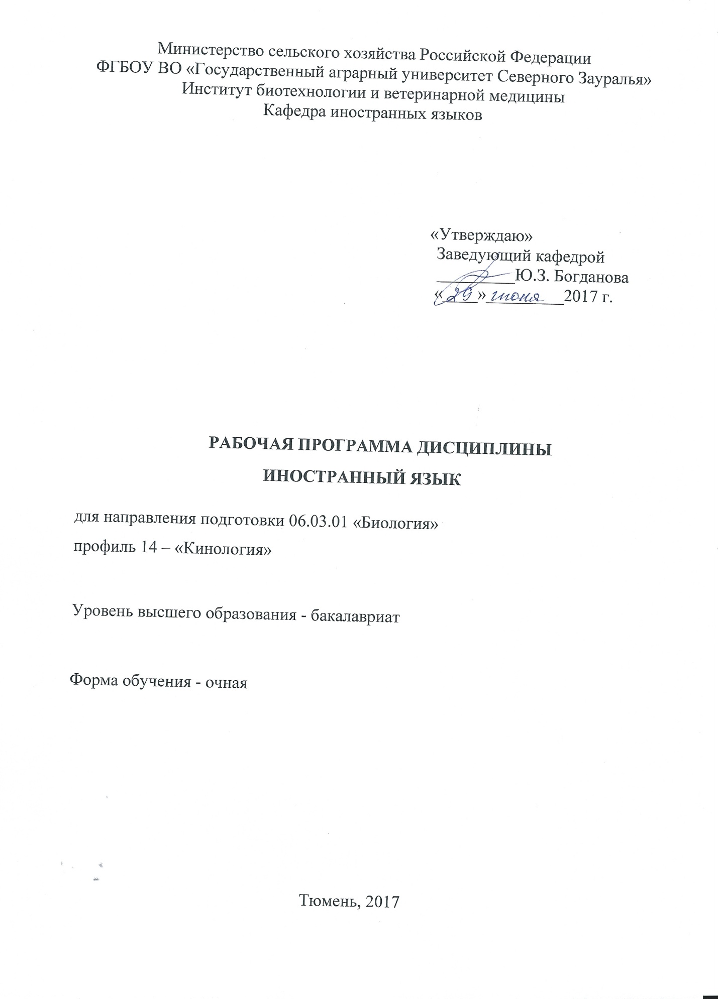 Министерство сельского хозяйства Российской Федерации
ФГБОУ ВО «Государственный аграрный университет Северного Зауралья»
Институт биотехнологии и ветеринарной медицины
Кафедра иностранных языков
«Утверждаю»
Заведующий кафедрой
__________Ю.З. Богданова
«29» июня 2017 г.
РАБОЧАЯ ПРОГРАММА ДИСЦИПЛИНЫ
ИНОСТРАННЫЙ ЯЗЫК
для направления подготовки 06.03.01 «Биология»
профиль 14 – «Кинология»
Уровень высшего образования - бакалавриат
Форма обучения - очная
Тюмень, 2017